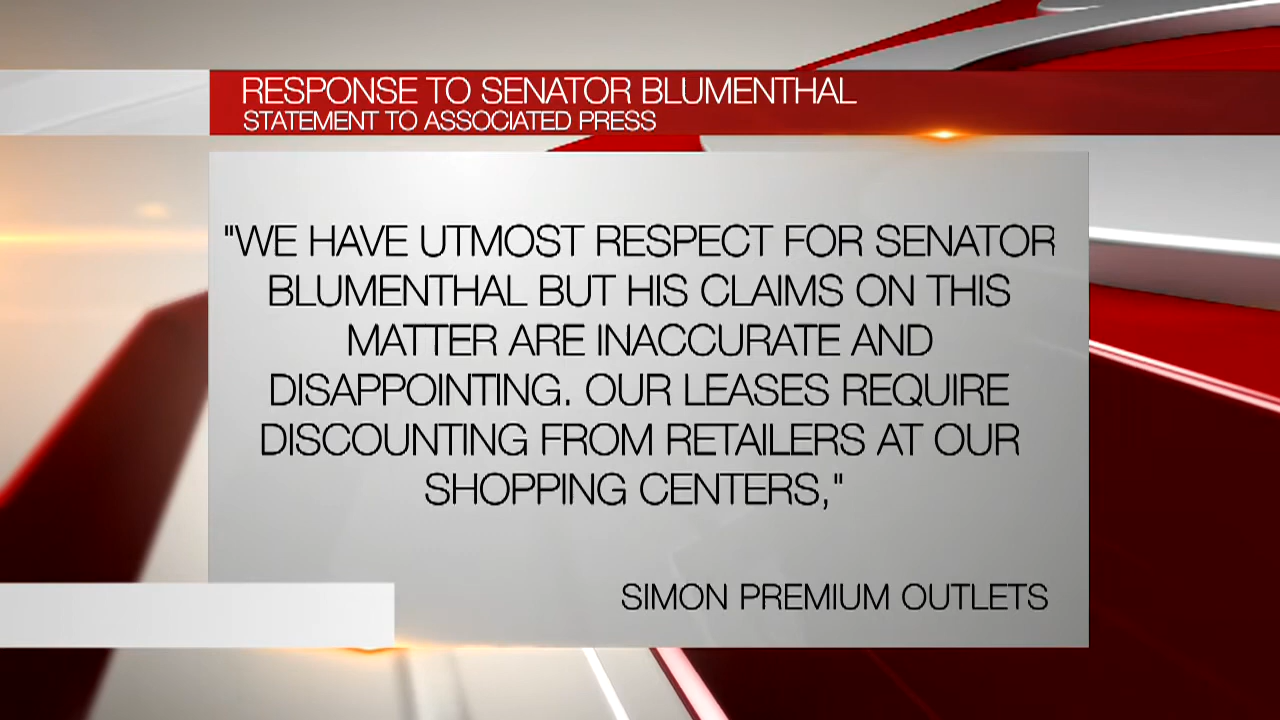 RESPONSE TO SENATOR BLUMENTHAL
STATEMENT TO ASSOCIATED PRESS
"WE HAVE UTMOST RESPECT FOR SENATOR
BLUMENTHAL BUT HIS CLAIMS ON THIS
MATTER ARE INACCURATE AND
DISAPPOINTING. OUR LEASES REQUIRE
DISCOUNTING FROM RETAILERS AT OUR
SHOPPING CENTERS,"
SIMON PREMIUM OUTLETS